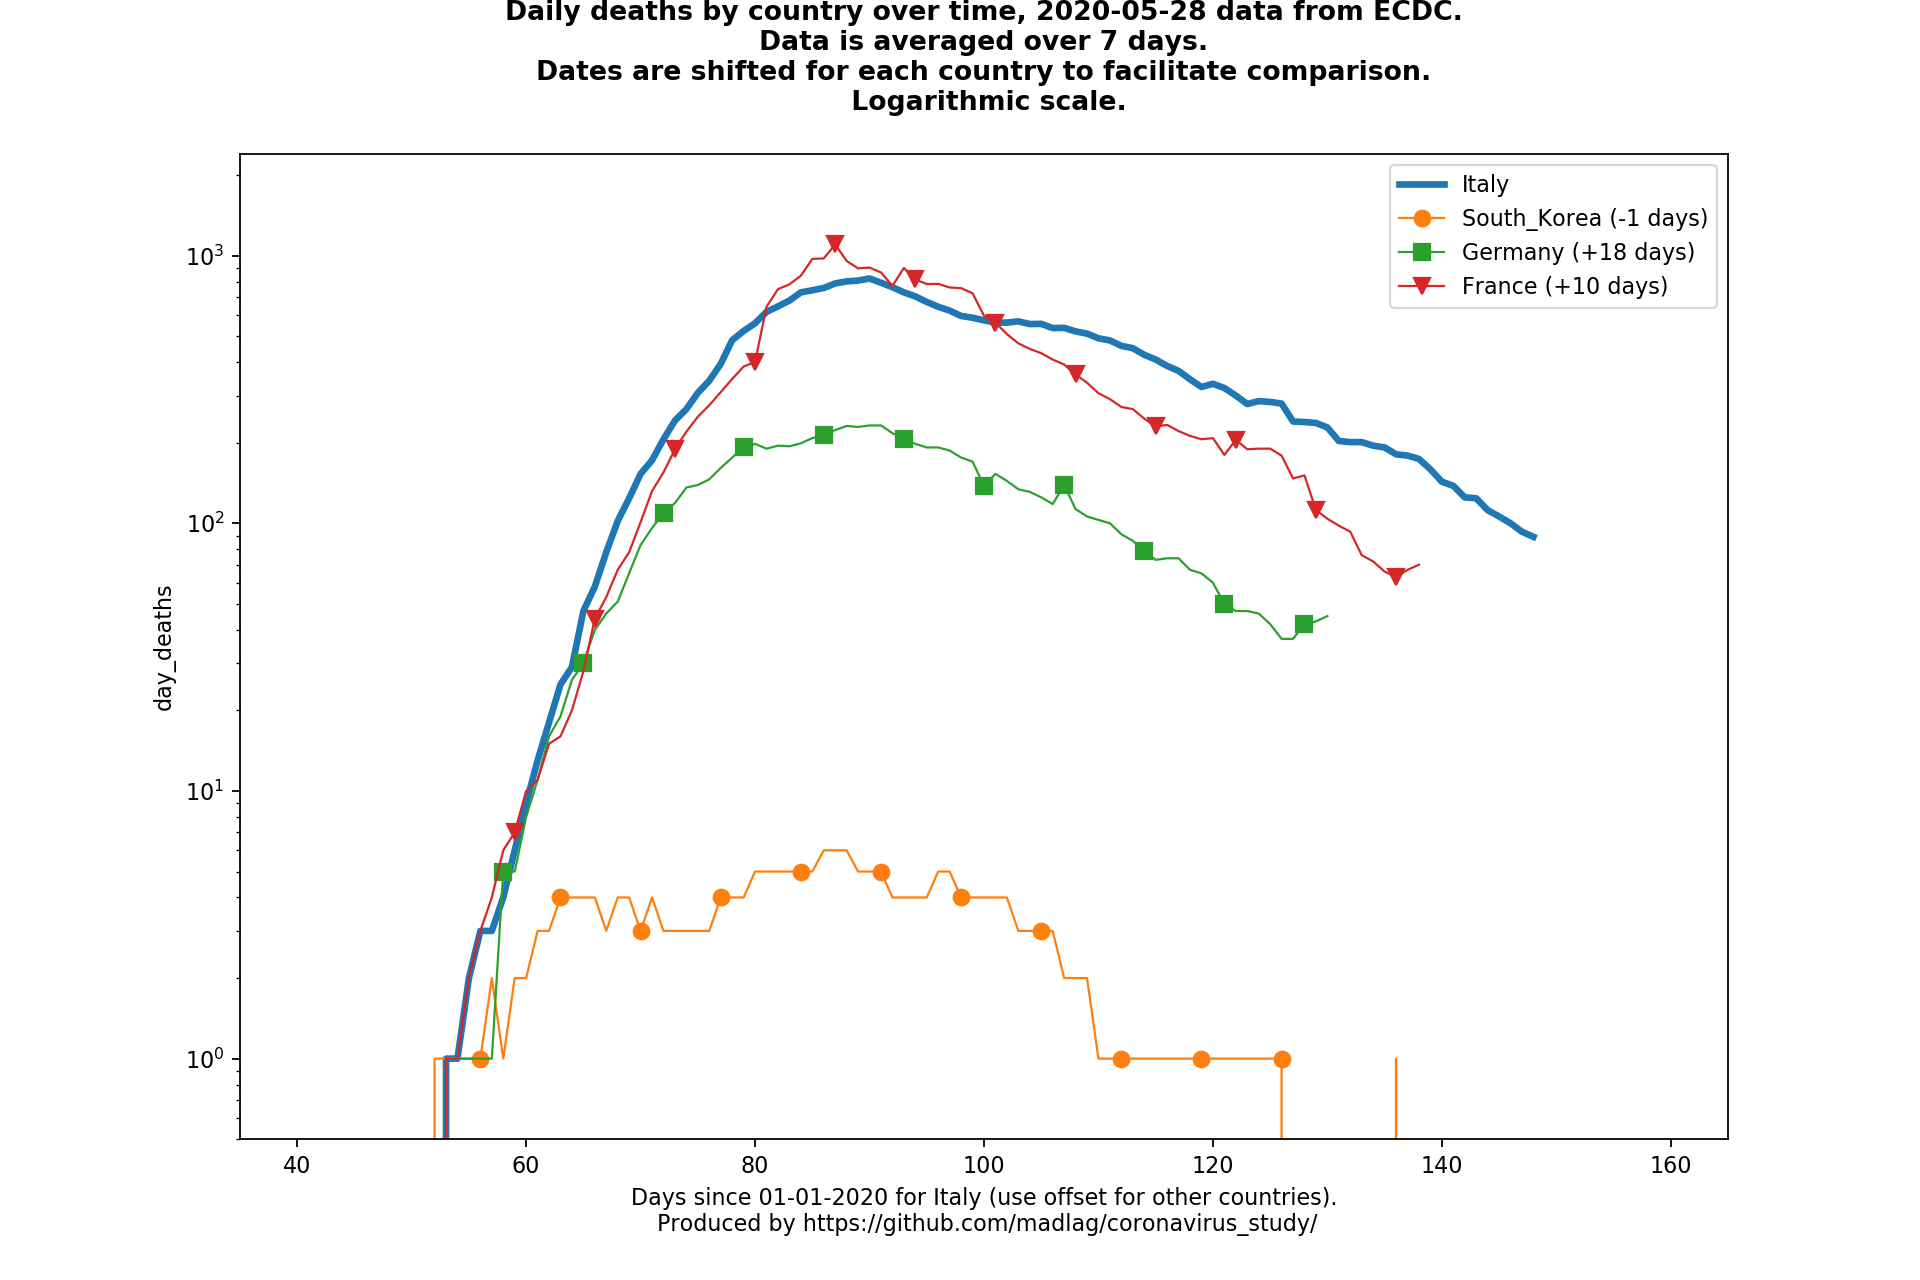 Daily deaths by country over time, 2020-05-28 data from ECDC.
Data is averaged over 7 days.
Dates are shifted for each country to facilitate comparison.
Logarithmic scale.
Italy
South_Korea (-1 days)
Germany (+18 days)
France (+10 days)
10³
10²
10¹
10⁰
day_deaths
40 60 80 100 120 140 160
Days since 01-01-2020 for Italy (use offset for other countries).
Produced by https://github.com/madlag/coronavirus_study/